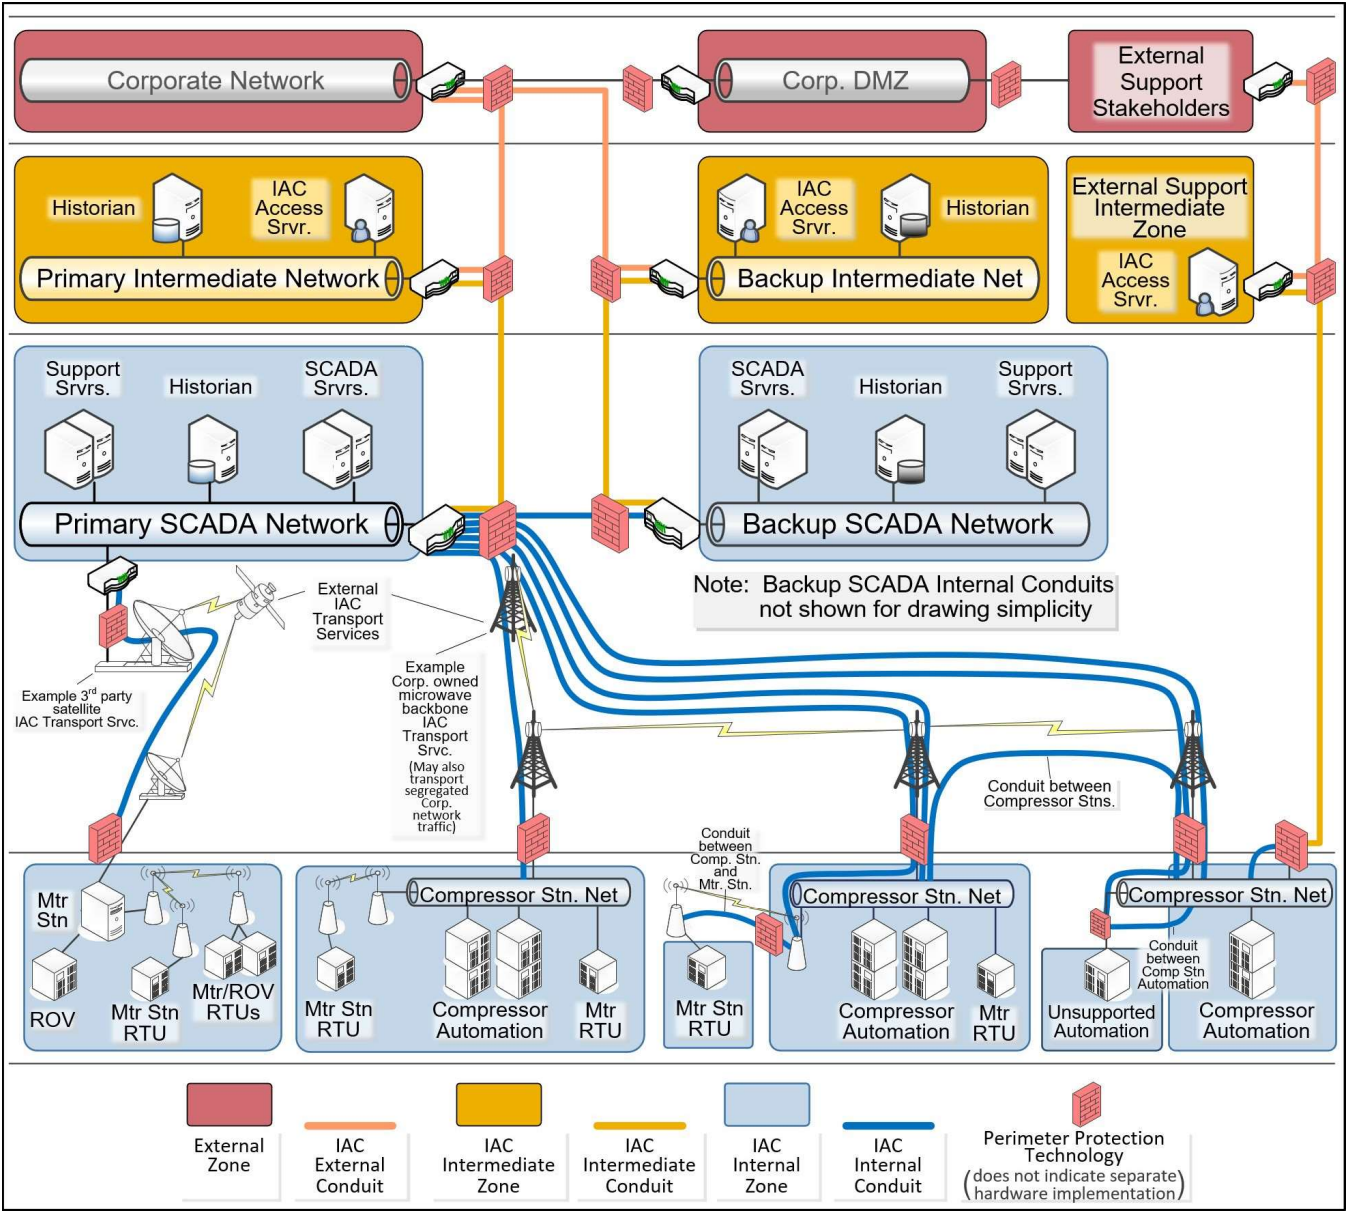 Corporate Network
Corp. DMZ
External
Support
Stakeholders
Historian
IAC
Access
Srvr.
Primary Intermediate Network
IAC
Access
Srvr.
Historian
Backup Intermediate Net
External Support
Intermediate
Zone
IAC
Access
Srvr.
Support
Srvrs.
Historian
SCADA
Srvrs.
Primary SCADA Network
SCADA
Srvrs.
Historian
Support
Srvrs.
Backup SCADA Network
Note: Backup SCADA Internal Conduits
not shown for drawing simplicity
External
IAC
Transport
Services
Example 3rd party
satellite
IAC Transport Srvc.
Example
Corp. owned
microwave
backbone
IAC
Transport
Srvc.
(May also
transport
segregated
Corp.
network
traffic)
Conduit between
Compressor Stns.
Conduit
between
Comp. Stn.
and
Mtr. Stn.
Mtr
Stn
ROV
Mtr Stn
RTU
Mtr/ROV
RTUs
Compressor Stn. Net
Mtr Stn
RTU
Compressor
Automation
Mtr
RTU
Mtr Stn
RTU
Compressor Stn. Net
Compressor
Automation
Mtr
RTU
Compressor Stn. Net
Conduit
between
Comp Stn
Automation
Unsupported
Automation
Compressor
Automation
External
Zone
IAC
External
Conduit
IAC
Intermediate
Zone
IAC
Intermediate
Conduit
IAC
Internal
Zone
IAC
Internal
Conduit
Perimeter Protection
Technology
(does not indicate separate
hardware implementation)